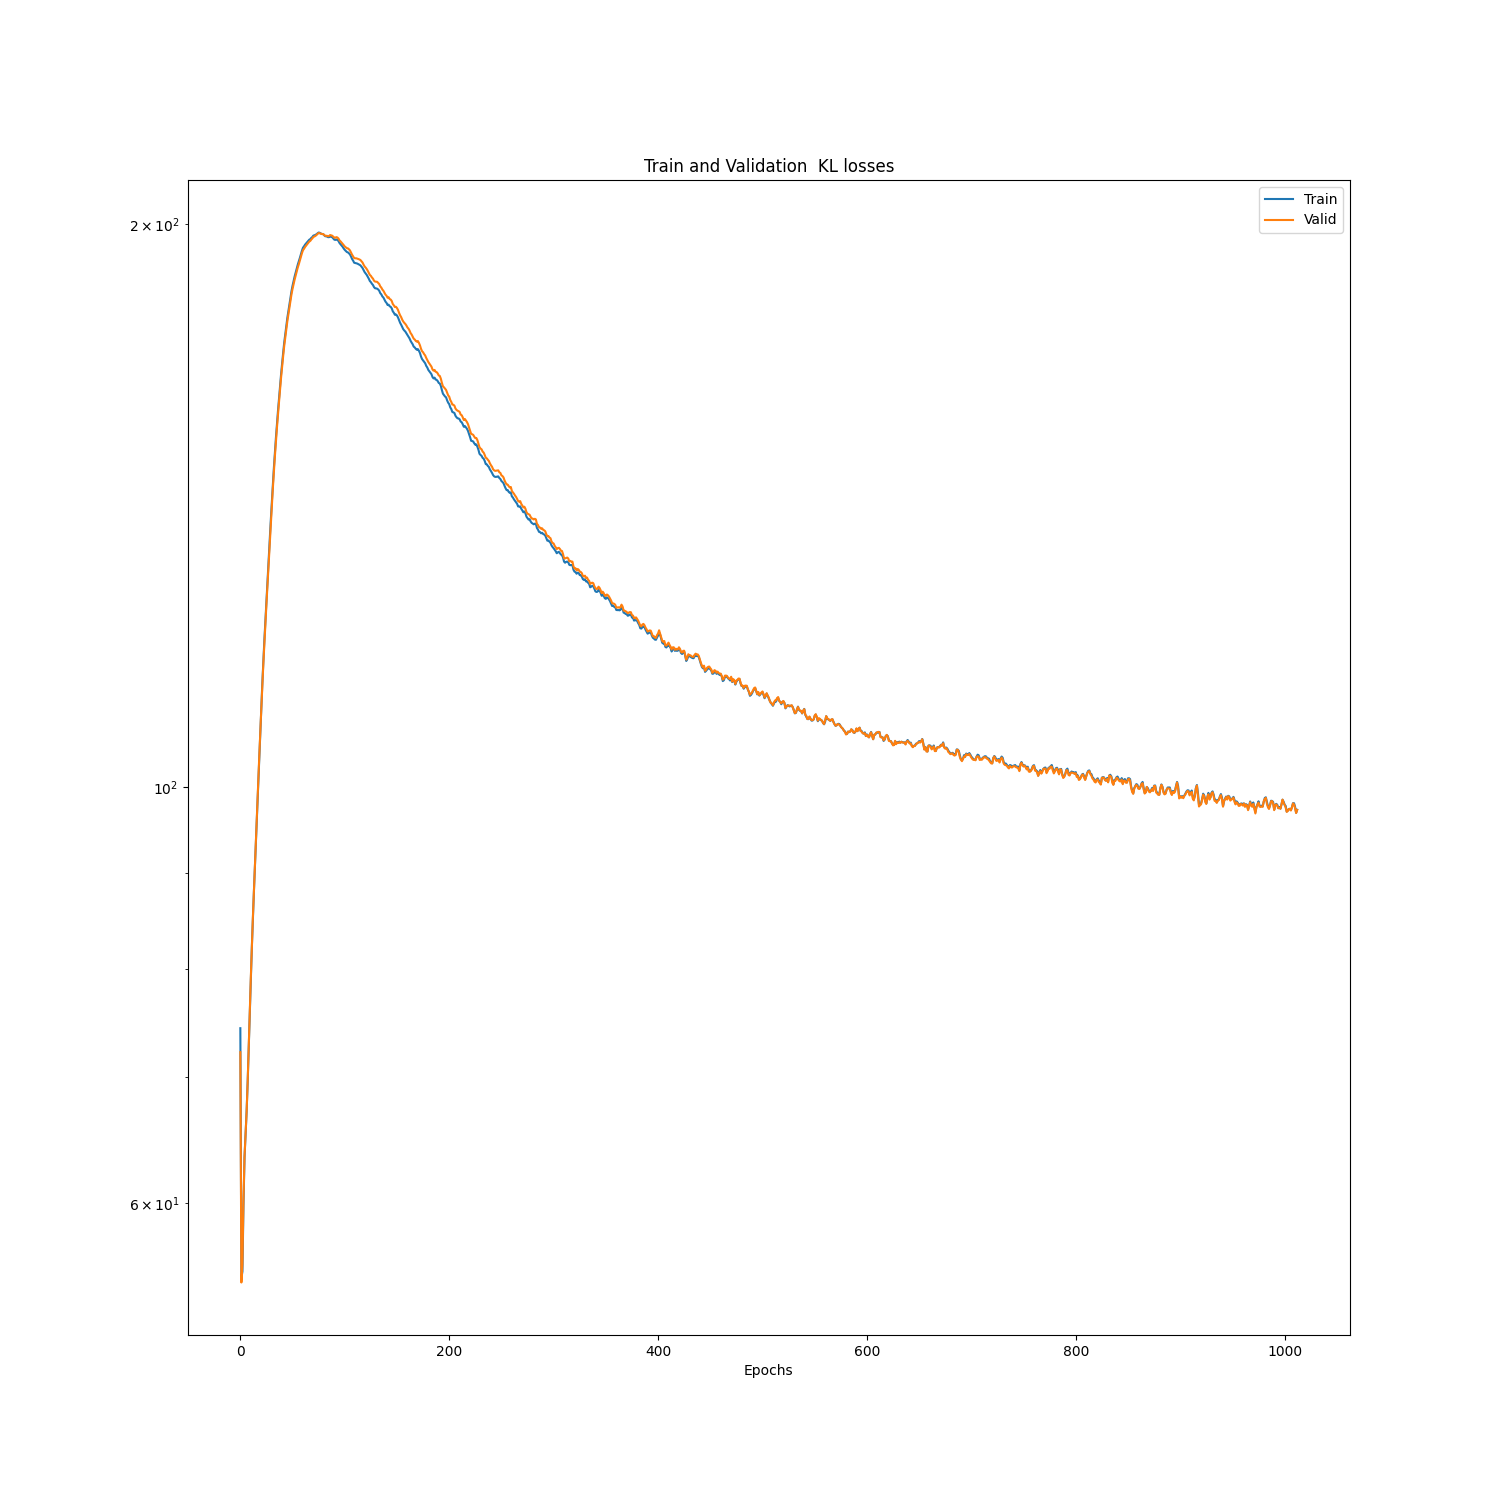 Train and Validation  KL losses
Train
Valid
2 × 10²
10²
6 × 10¹
0 200 400 600 800 1000
Epochs